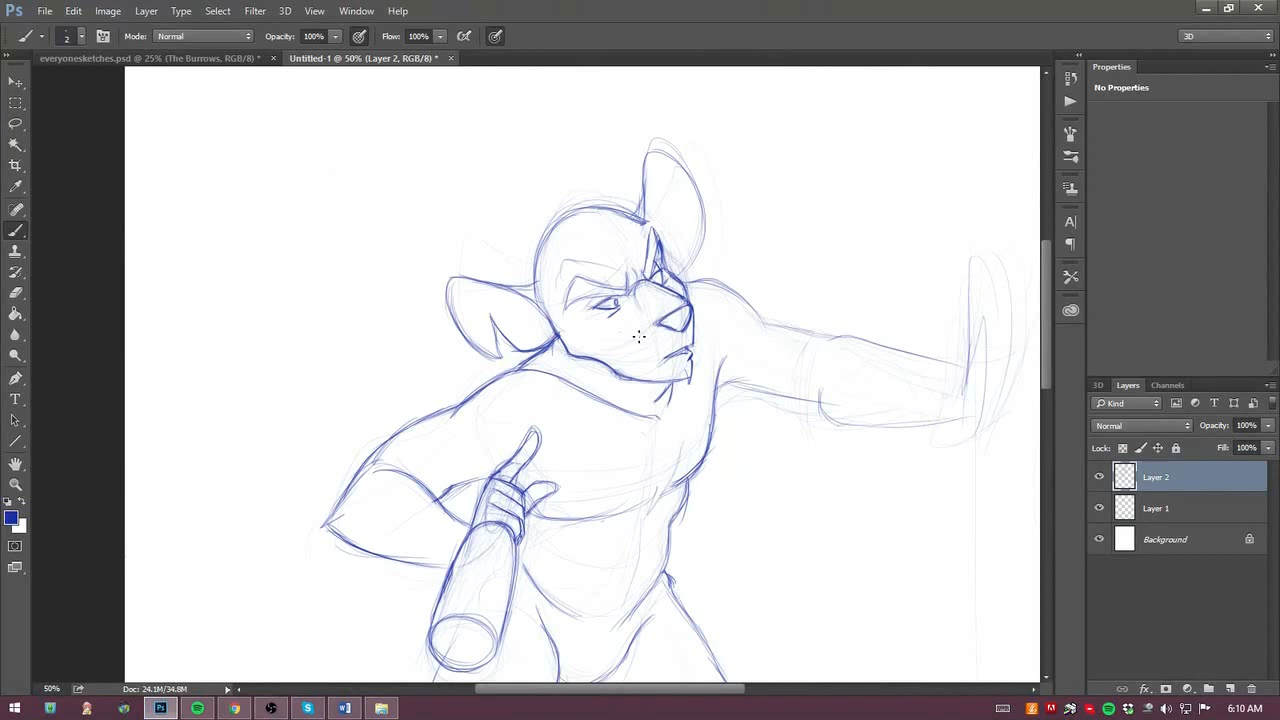 Ps File Edit Image Layer Type Select Filter 3D View Window Help
2 Mode: Normal Opacity: 100% Flow: 100% 3D
everyonesketches.psd @ 25% (The Burrows, RGB/8) * × Untitled-1 @ 50% (Layer 2, RGB/8) * ×
Properties
No Properties
3D Layers Channels
Kind
Normal Opacity: 100%
Lock: Fill: 100%
Layer 2
Layer 1
Background
50% Doc: 24.1M/34.8M
6:10 AM